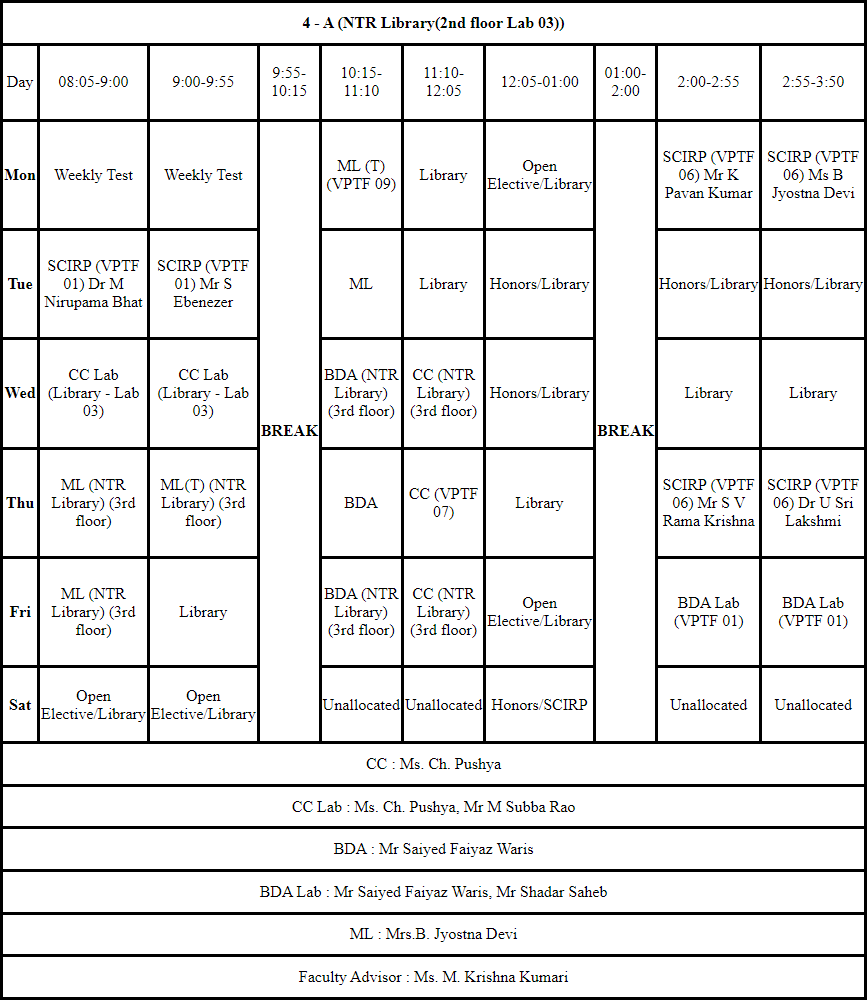 4 - A (NTR Library(2nd floor Lab 03))
Day
08:05-9:00
9:00-9:55
9:55-
10:15
10:15-
11:10
11:10-
12:05
12:05-01:00
01:00-
2:00
2:00-2:55
2:55-3:50
Mon
Weekly Test
Weekly Test
BREAK
ML (T)
(VPTF 09)
Library
Open
Elective/Library
BREAK
SCIRP (VPTF
06) Mr K
Pavan Kumar
SCIRP (VPTF
06) Ms B
Jyostna Devi
Tue
SCIRP (VPTF
01) Dr M
Nirupama Bhat
SCIRP (VPTF
01) Mr S
Ebenezer
ML
Library
Honors/Library
Honors/Library
Honors/Library
Wed
CC Lab
(Library - Lab
03)
CC Lab
(Library - Lab
03)
BDA (NTR
Library)
(3rd floor)
CC (NTR
Library)
(3rd floor)
Honors/Library
Library
Library
Thu
ML (NTR
Library) (3rd
floor)
ML(T) (NTR
Library) (3rd
floor)
BDA
CC (VPTF
07)
Library
SCIRP (VPTF
06) Mr S V
Rama Krishna
SCIRP (VPTF
06) Dr U Sri
Lakshmi
Fri
ML (NTR
Library) (3rd
floor)
Library
BDA (NTR
Library)
(3rd floor)
CC (NTR
Library)
(3rd floor)
Open
Elective/Library
BDA Lab
(VPTF 01)
BDA Lab
(VPTF 01)
Sat
Open
Elective/Library
Open
Elective/Library
Unallocated
Unallocated
Honors/SCIRP
Unallocated
Unallocated
CC : Ms. Ch. Pushya
CC Lab : Ms. Ch. Pushya, Mr M Subba Rao
BDA : Mr Saiyed Faiyaz Waris
BDA Lab : Mr Saiyed Faiyaz Waris, Mr Shadar Saheb
ML : Mrs.B. Jyostna Devi
Faculty Advisor : Ms. M. Krishna Kumari